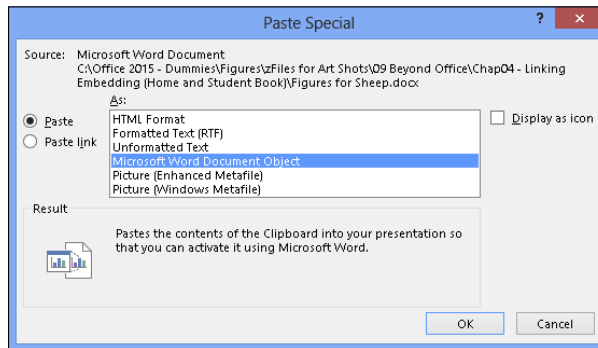 Paste Special
?
Source: Microsoft Word Document
C:\Office 2015 - Dummies\Figures\zFiles for Art Shots\09 Beyond Office\Chap04 - Linking
Embedding (Home and Student Book)\Figures for Sheep.docx
As:
Paste
Paste link
HTML Format
Formatted Text (RTF)
Unformatted Text
Microsoft Word Document Object
Picture (Enhanced Metafile)
Picture (Windows Metafile)
Display as icon
Result
Pastes the contents of the Clipboard into your presentation so
that you can activate it using Microsoft Word.
OK
Cancel